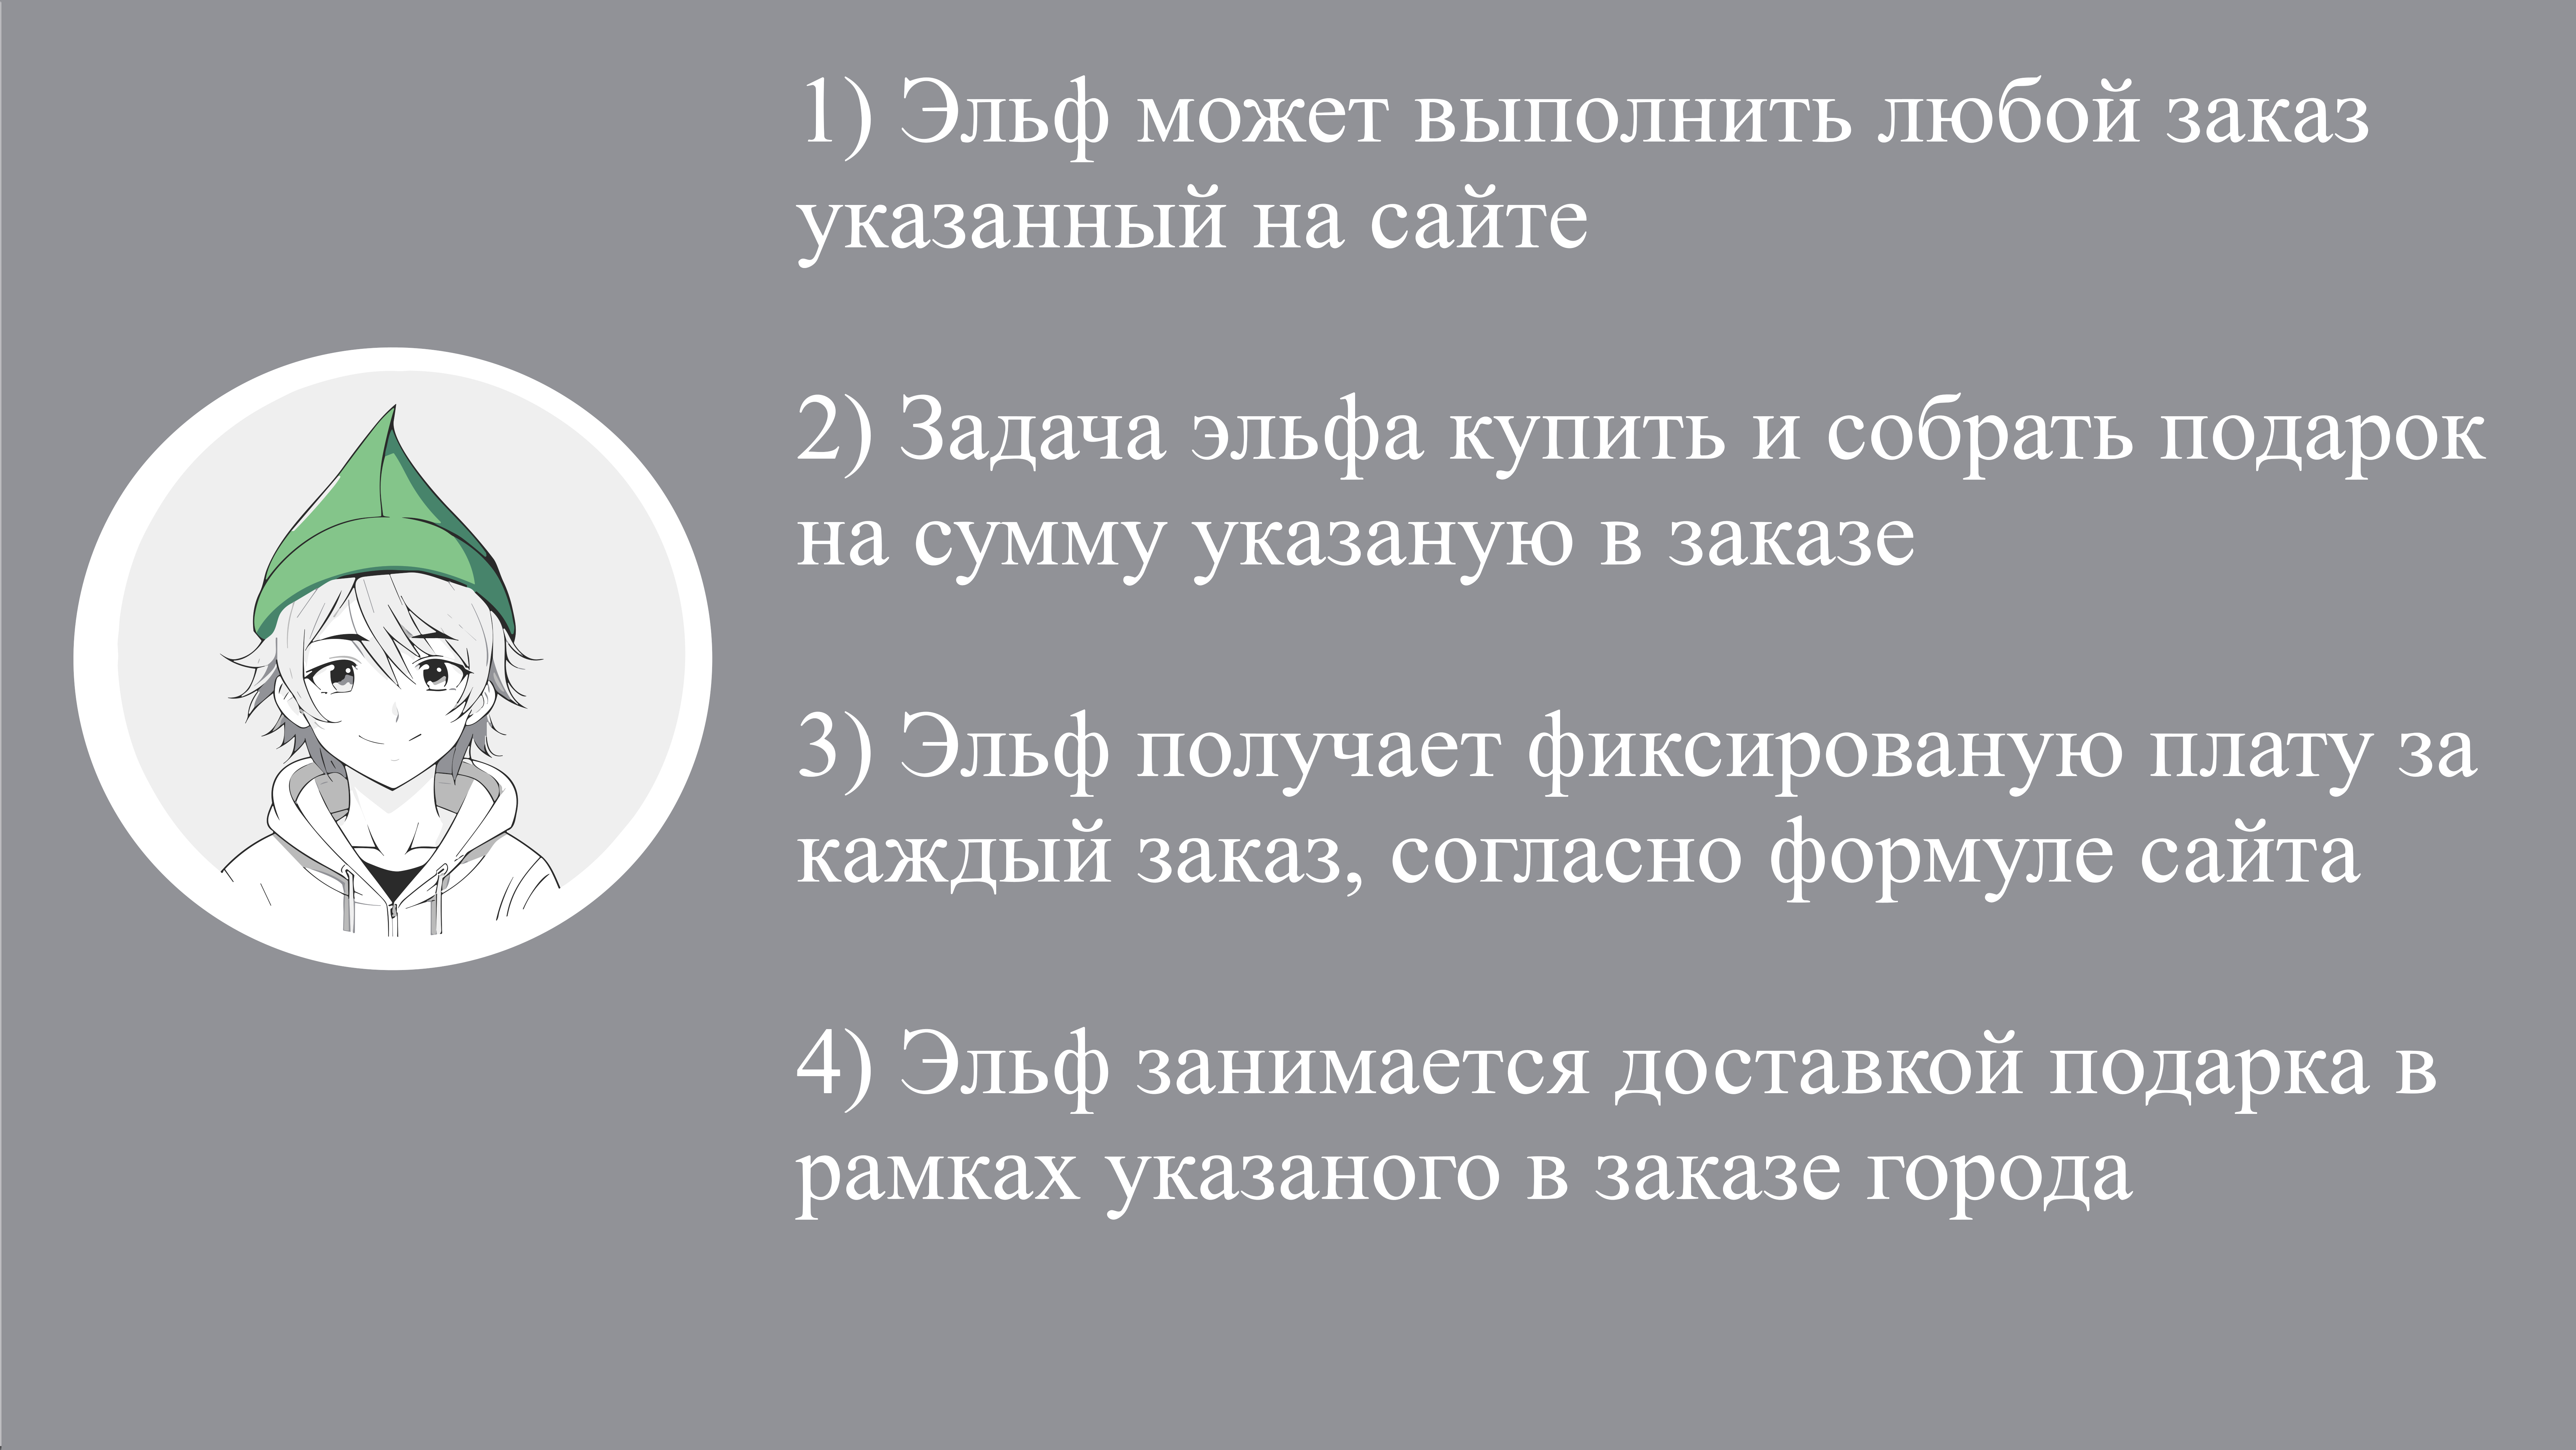 1) Эльф может выполнить любой заказ
указанный на сайте
2) Задача эльфа купить и собрать подарок
на сумму указаную в заказе
3) Эльф получает фиксированую плату за
каждый заказ, согласно формуле сайта
4) Эльф занимается доставкой подарка в
рамках указаного в заказе города